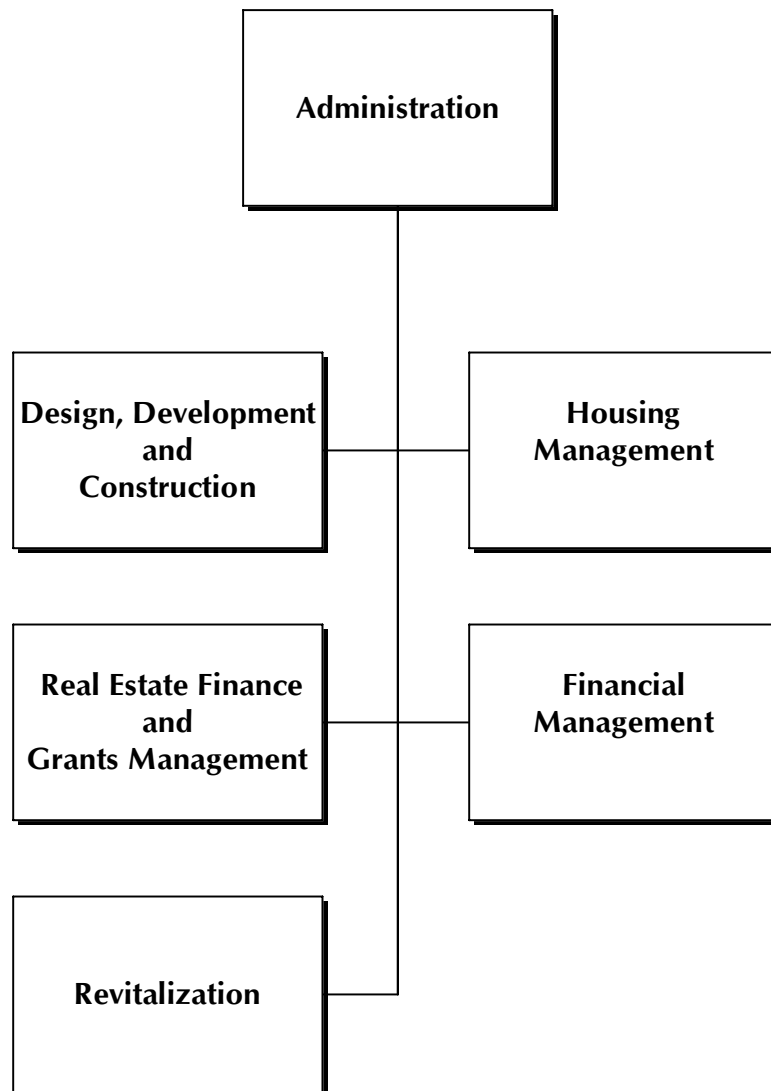 Administration
Design, Development
and
Construction
Housing
Management
Real Estate Finance
and
Grants Management
Financial
Management
Revitalization